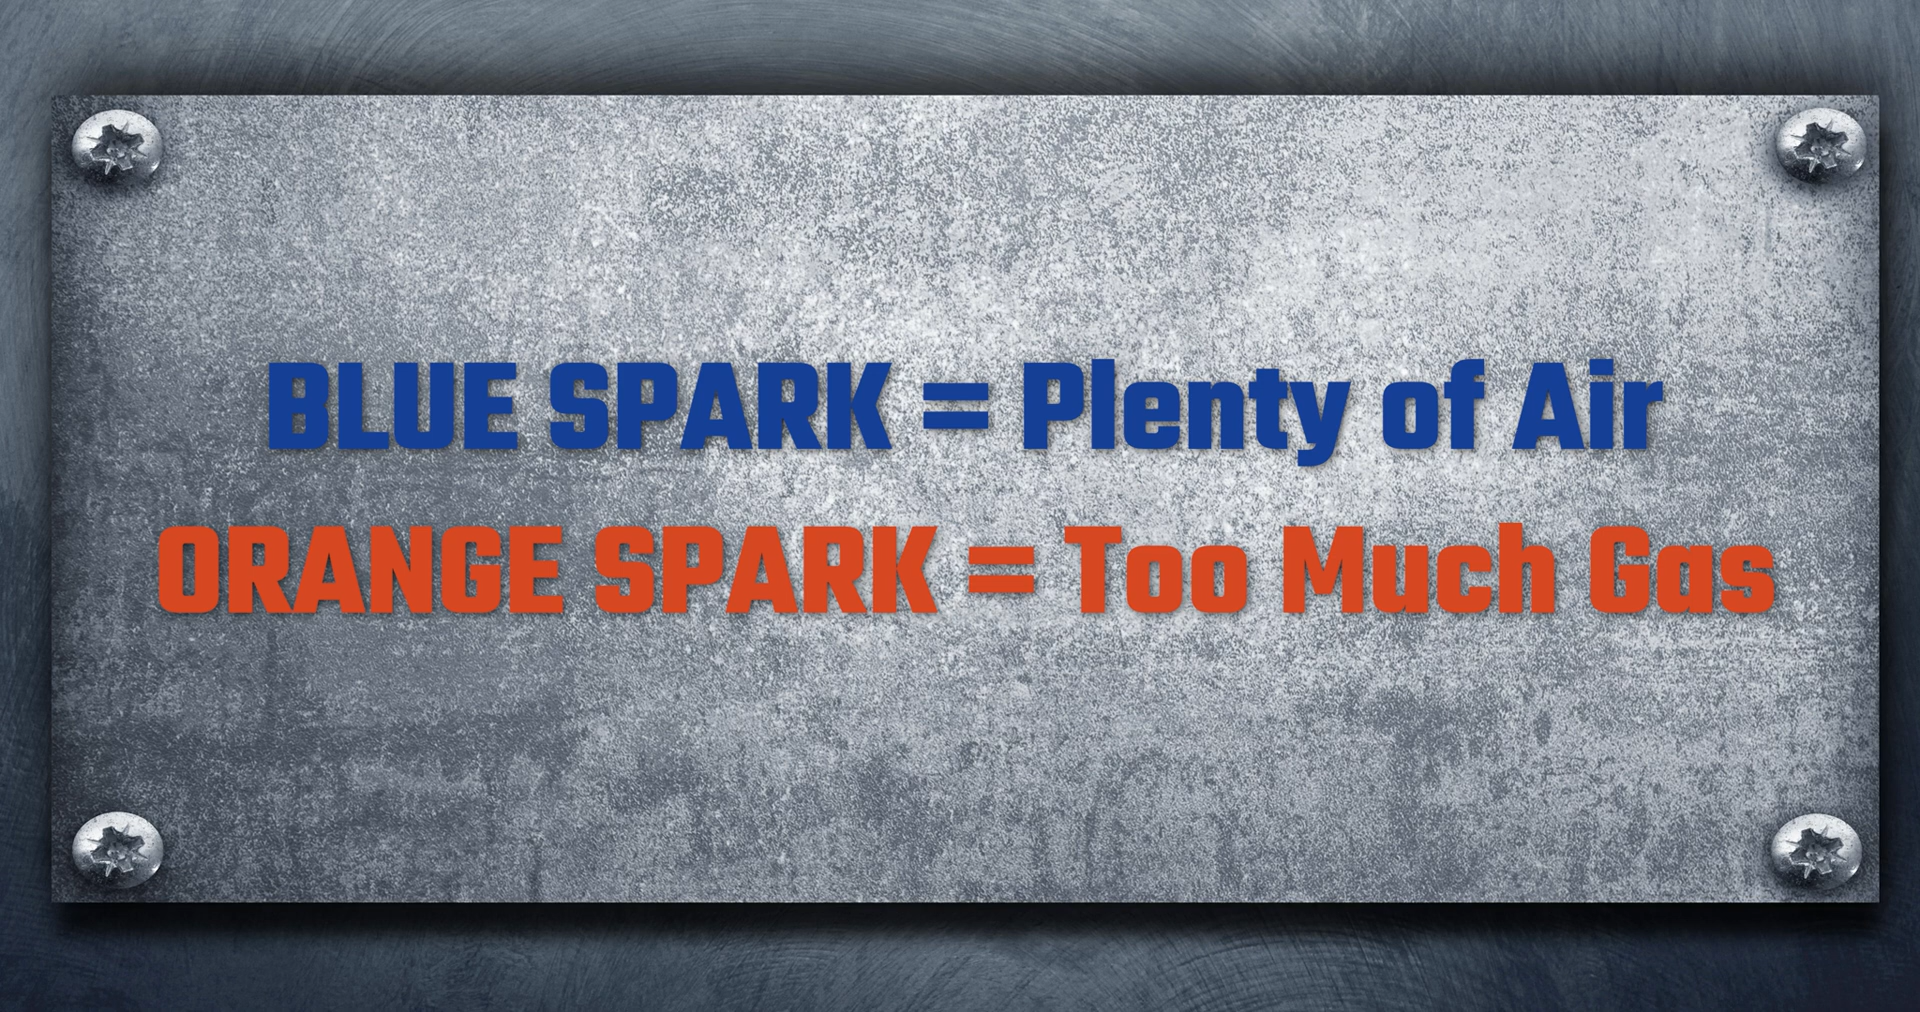 BLUE SPARK = Plenty of Air
ORANGE SPARK = Too Much Gas